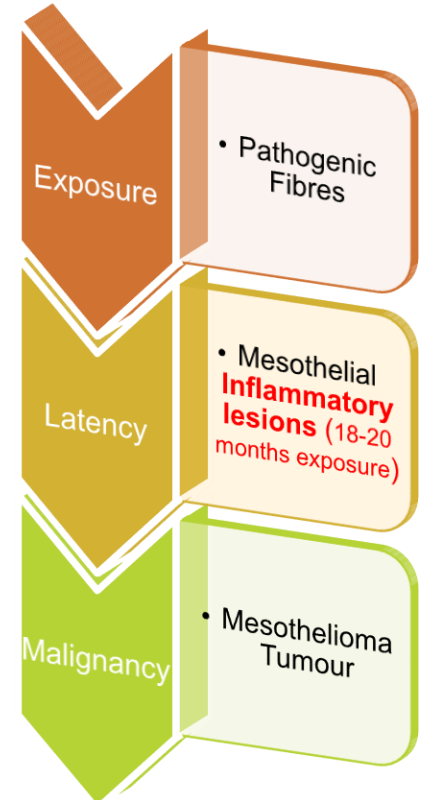 Exposure
• Pathogenic
Fibres
Latency
• Mesothelial
Inflammatory
lesions (18-20
months exposure)
Malignancy
• Mesothelioma
Tumour